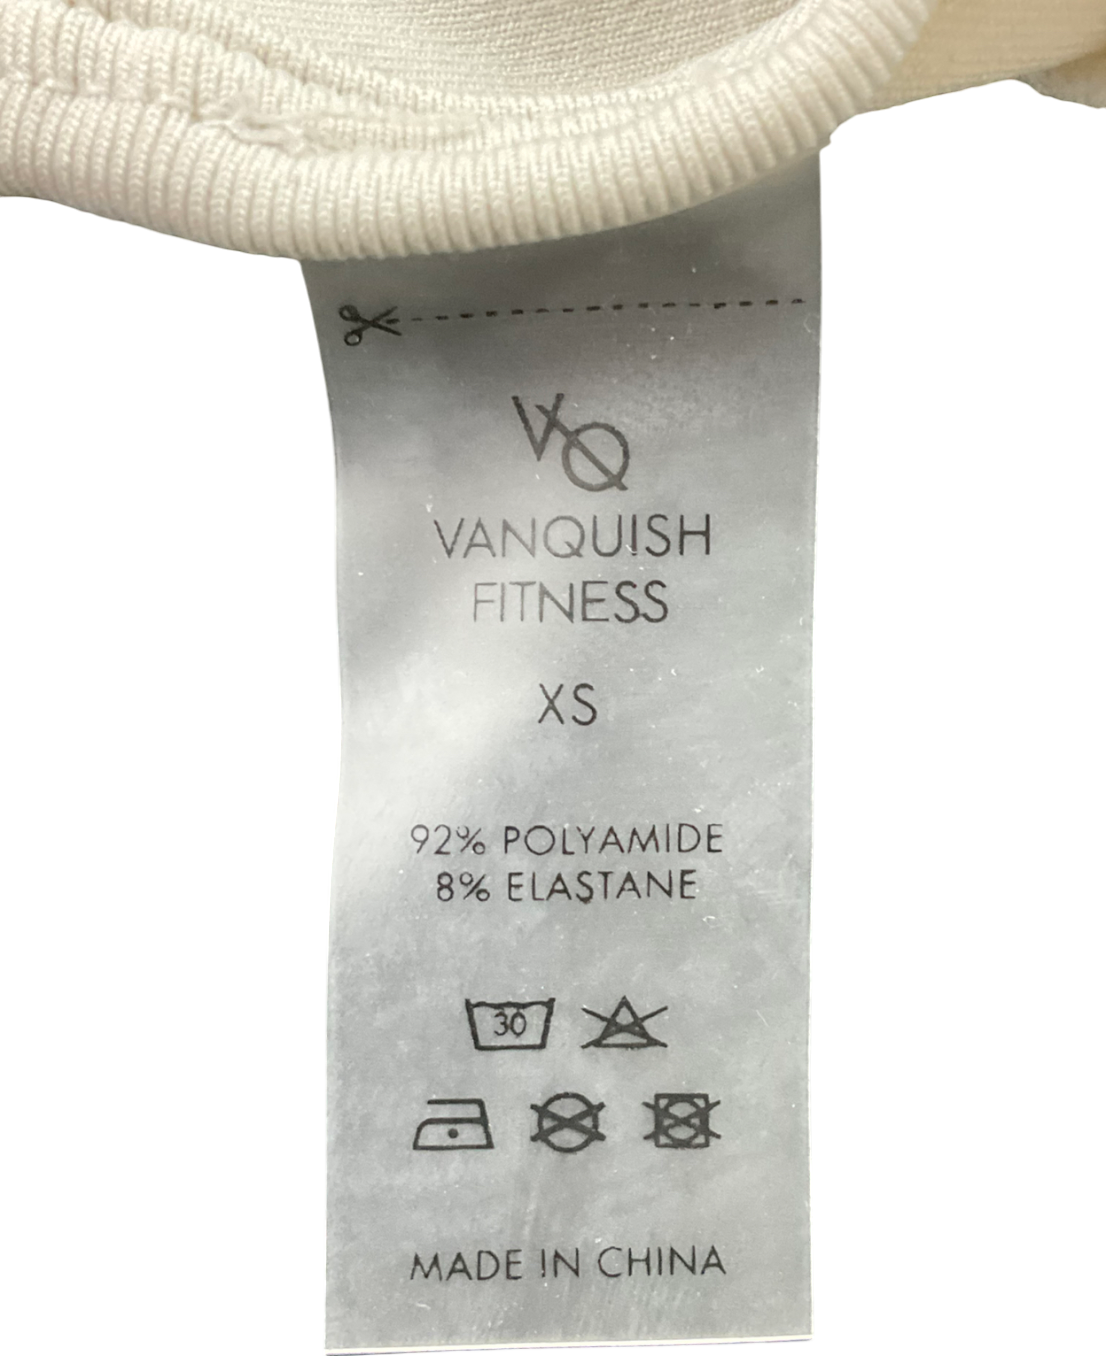 VQ
VANQUISH
FITNESS
XS
92% POLYAMIDE
8% ELASTANE
30
MADE IN CHINA